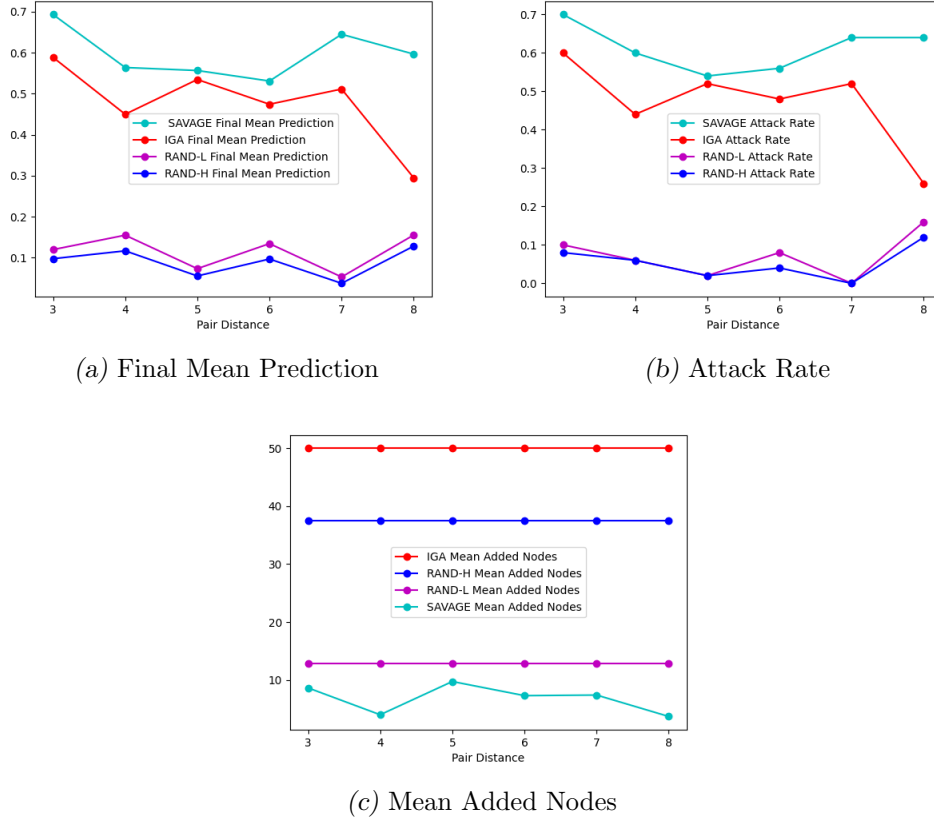 0.7
0.6
0.5
0.4
0.3
0.2
0.1
SAVAGE Final Mean Prediction
IGA Final Mean Prediction
RAND-L Final Mean Prediction
RAND-H Final Mean Prediction
3 4 5 6 7 8
Pair Distance
(a) Final Mean Prediction
0.7
0.6
0.5
0.4
0.3
0.2
0.1
0.0
SAVAGE Attack Rate
IGA Attack Rate
RAND-L Attack Rate
RAND-H Attack Rate
3 4 5 6 7 8
Pair Distance
(b) Attack Rate
50
40
30
20
10
IGA Mean Added Nodes
RAND-H Mean Added Nodes
RAND-L Mean Added Nodes
SAVAGE Mean Added Nodes
3 4 5 6 7 8
Pair Distance
(c) Mean Added Nodes